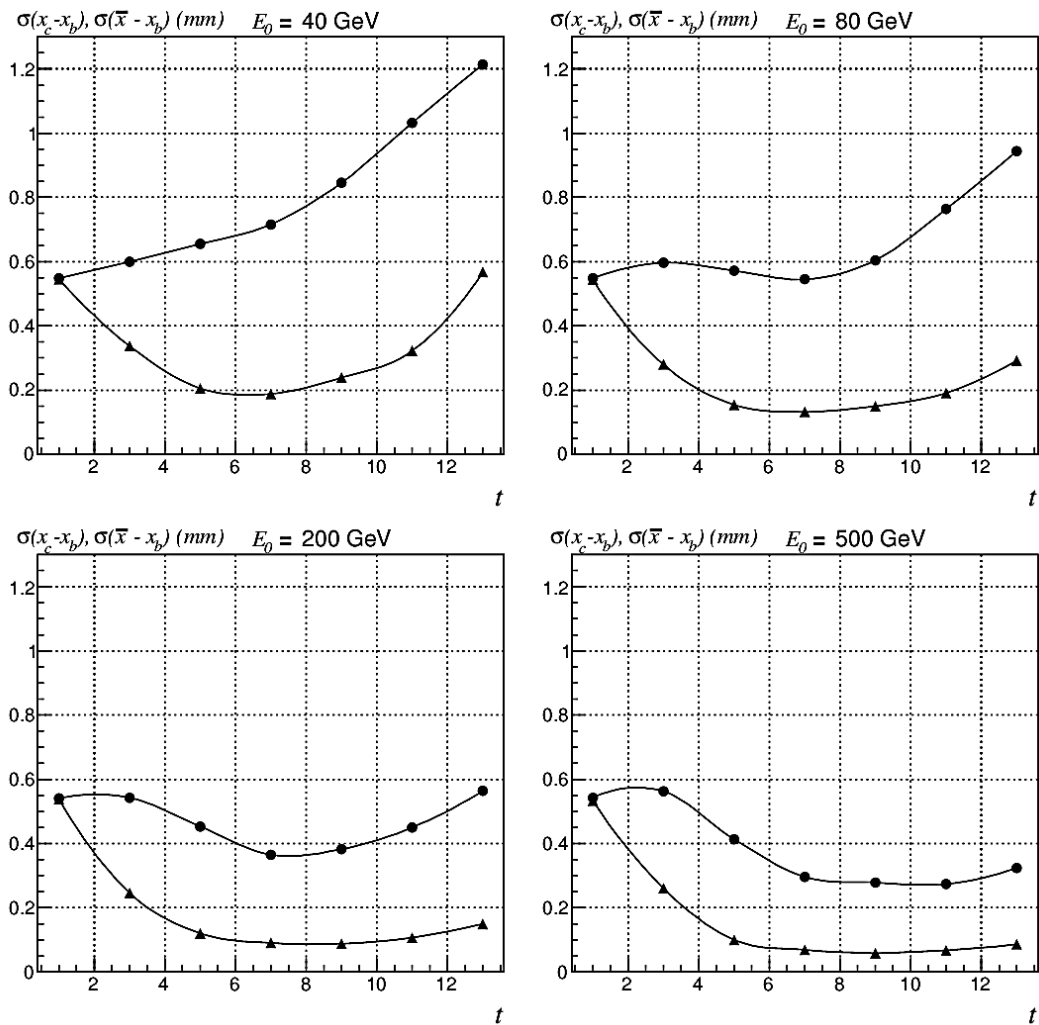 σ(x_c-x_b), σ(x̅ - x_b) (mm) E_0 = 40 GeV
1.2
1
0.8
0.6
0.4
0.2
0
2 4 6 8 10 12
t
σ(x_c-x_b), σ(x̅ - x_b) (mm) E_0 = 80 GeV
1.2
1
0.8
0.6
0.4
0.2
0
2 4 6 8 10 12
t
σ(x_c-x_b), σ(x̅ - x_b) (mm) E_0 = 200 GeV
1.2
1
0.8
0.6
0.4
0.2
0
2 4 6 8 10 12
t
σ(x_c-x_b), σ(x̅ - x_b) (mm) E_0 = 500 GeV
1.2
1
0.8
0.6
0.4
0.2
0
2 4 6 8 10 12
t